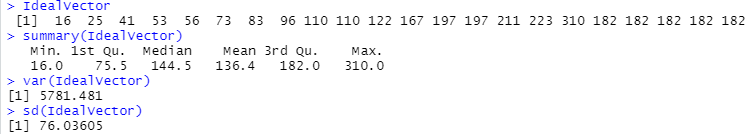 > IdealVector
[1] 16 25 41 53 56 73 83 96 110 110 122 167 197 197 211 223 310 182 182 182 182 182
> summary(IdealVector)
Min. 1st Qu. Median Mean 3rd Qu. Max.
16.0 75.5 144.5 136.4 182.0 310.0
> var(IdealVector)
[1] 5781.481
> sd(IdealVector)
[1] 76.03605